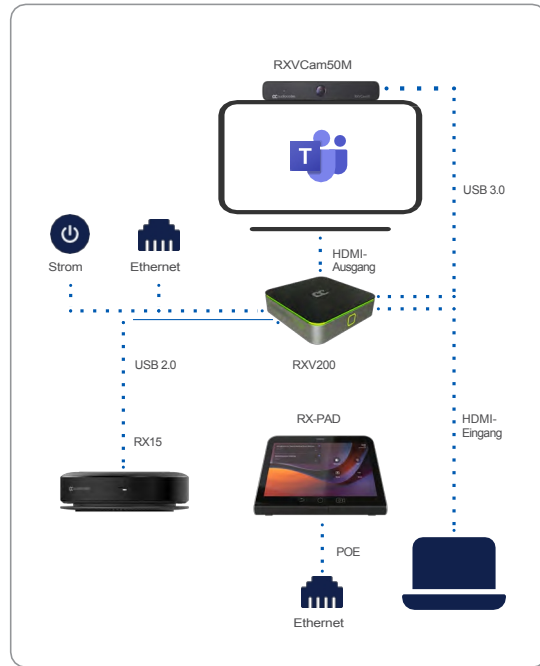 RXVCam50M
T
USB 3.0
HDMI-
Ausgang
Strom
Ethernet
USB 2.0
RXV200
RX15
RX-PAD
HDMI-
Eingang
POE
Ethernet